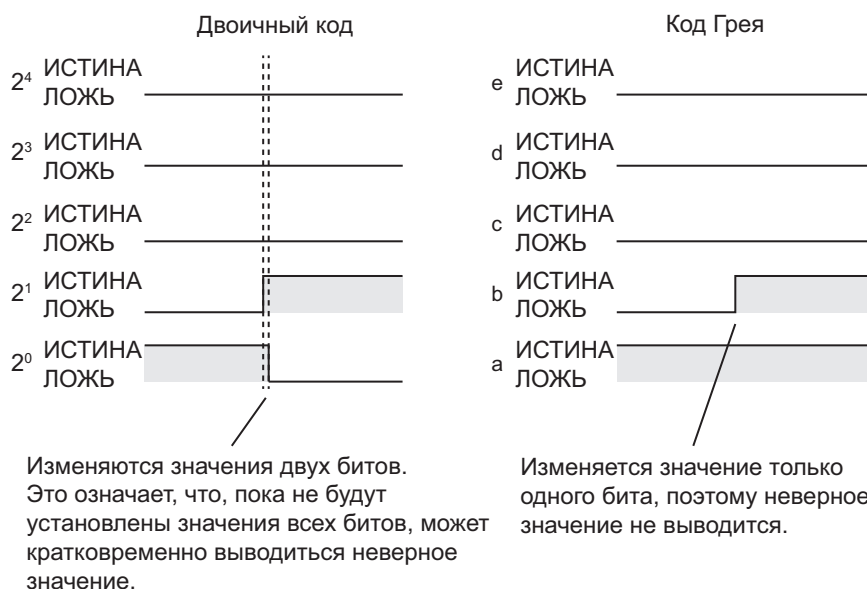 Двоичный код
2⁴ ИСТИНА
ЛОЖЬ
2³ ИСТИНА
ЛОЖЬ
2² ИСТИНА
ЛОЖЬ
2¹ ИСТИНА
ЛОЖЬ
2⁰ ИСТИНА
ЛОЖЬ
Изменяются значения двух битов.
Это означает, что, пока не будут
установлены значения всех битов, может
кратковременно выводиться неверное
значение.
Код Грея
e ИСТИНА
ЛОЖЬ
d ИСТИНА
ЛОЖЬ
c ИСТИНА
ЛОЖЬ
b ИСТИНА
ЛОЖЬ
a ИСТИНА
ЛОЖЬ
Изменяется значение только
одного бита, поэтому неверное
значение не выводится.